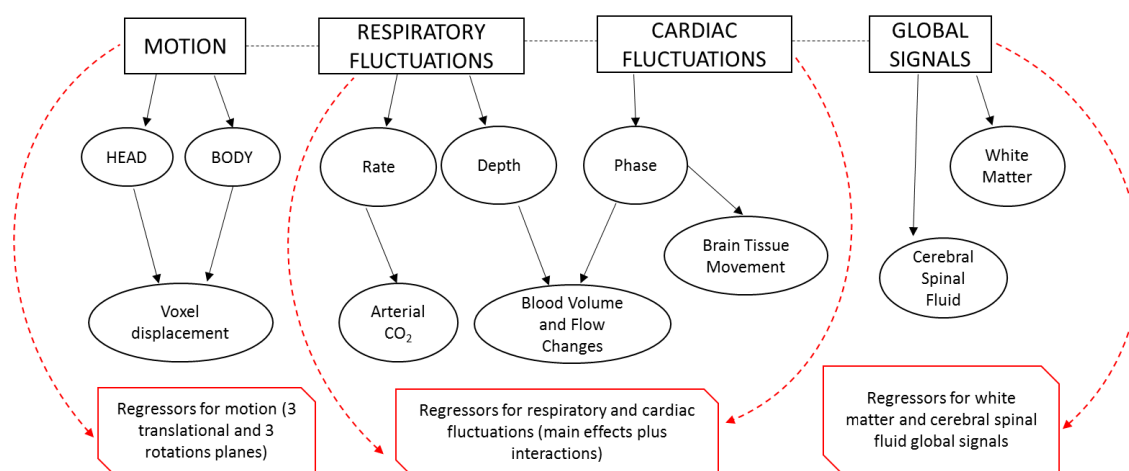 MOTION
RESPIRATORY
FLUCTUATIONS
CARDIAC
FLUCTUATIONS
GLOBAL
SIGNALS
HEAD
BODY
Rate
Depth
Phase
White
Matter
Brain Tissue
Movement
Cerebral
Spinal
Fluid
Voxel
displacement
Arterial
CO₂
Blood Volume
and Flow
Changes
Regressors for motion (3
translational and 3
rotations planes)
Regressors for respiratory and cardiac
fluctuations (main effects plus
interactions)
Regressors for white
matter and cerebral spinal
fluid global signals